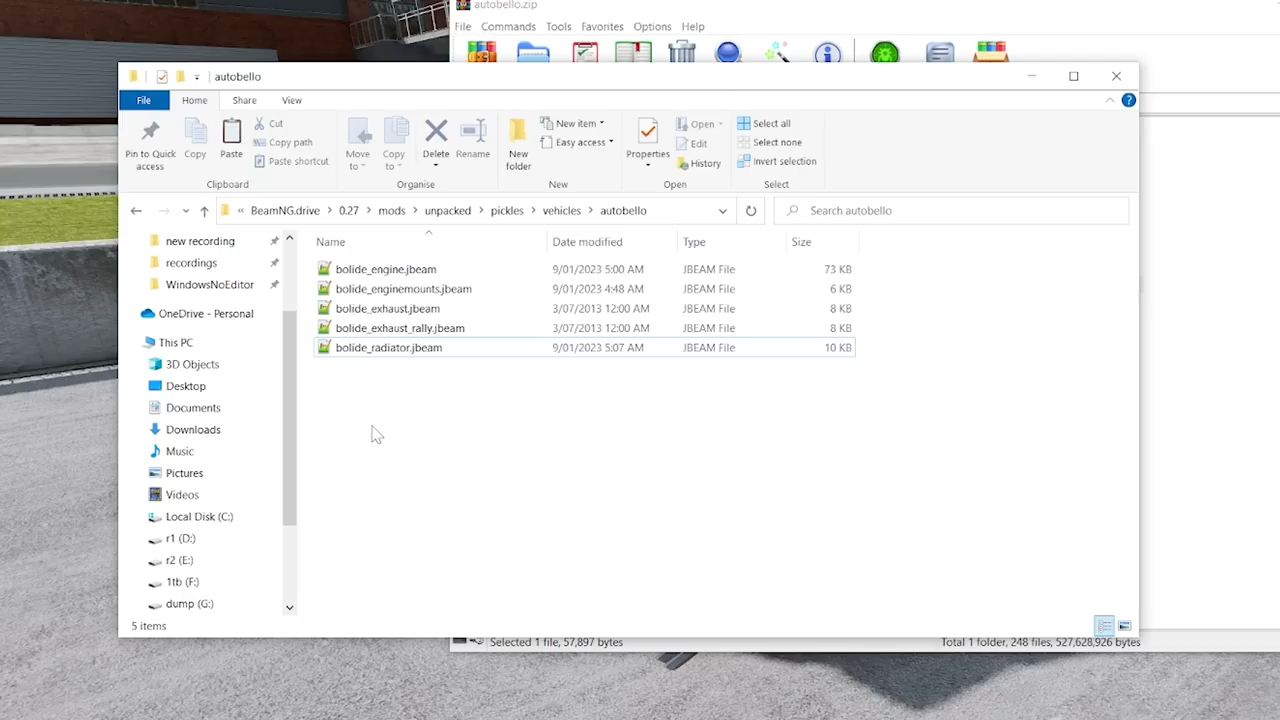 autobello.zip
File Commands Tools Favorites Options Help
autobello
File Home Share View
Pin to Quick access
Copy
Paste
Cut
Copy path
Paste shortcut
Clipboard
Move to
Copy to
Delete
Rename
Organise
New folder
New item
Easy access
New
Properties
Open
Edit
History
Open
Select all
Select none
Invert selection
Select
« BeamNG.drive > 0.27 > mods > unpacked > pickles > vehicles > autobello
Search autobello
new recording
recordings
WindowsNoEditor
OneDrive - Personal
This PC
3D Objects
Desktop
Documents
Downloads
Music
Pictures
Videos
Local Disk (C:)
r1 (D:)
r2 (E:)
1tb (F:)
dump (G:)
Name Date modified Type Size
bolide_engine.jbeam 9/01/2023 5:00 AM JBEAM File 73 KB
bolide_enginemounts.jbeam 9/01/2023 4:48 AM JBEAM File 6 KB
bolide_exhaust.jbeam 3/07/2013 12:00 AM JBEAM File 8 KB
bolide_exhaust_rally.jbeam 3/07/2013 12:00 AM JBEAM File 8 KB
bolide_radiator.jbeam 9/01/2023 5:07 AM JBEAM File 10 KB
5 items
Selected 1 file, 57,897 bytes
Total 1 folder, 248 files, 527,628,926 bytes